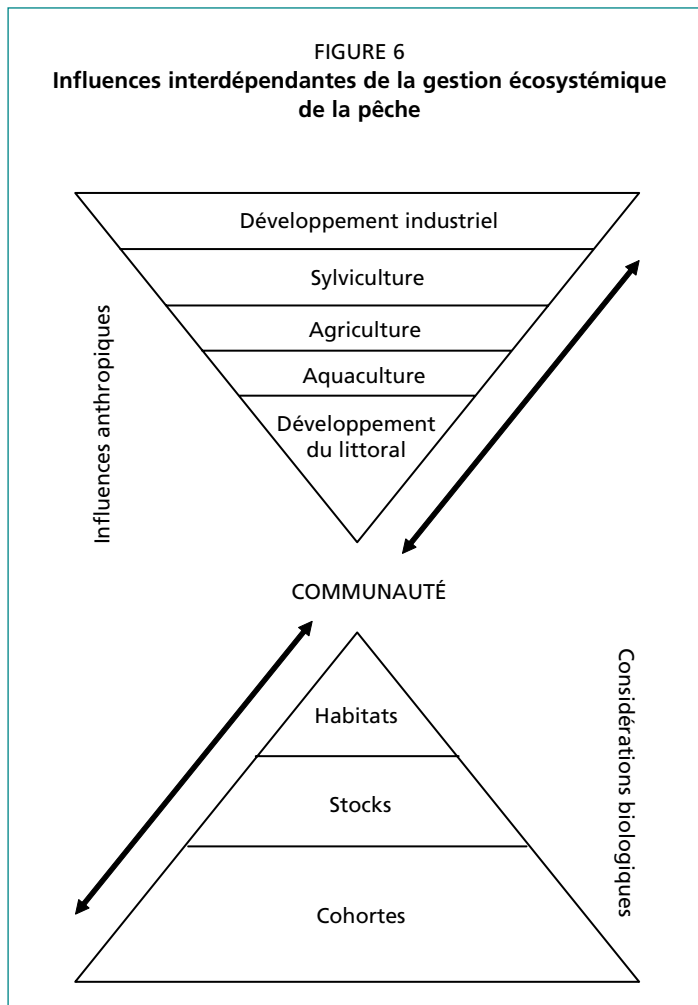 FIGURE 6
Influences interdépendantes de la gestion écosystémique
de la pêche
Développement industriel
Sylviculture
Agriculture
Aquaculture
Développement
du littoral
Influences anthropiques
COMMUNAUTÉ
Habitats
Stocks
Cohortes
Considérations biologiques